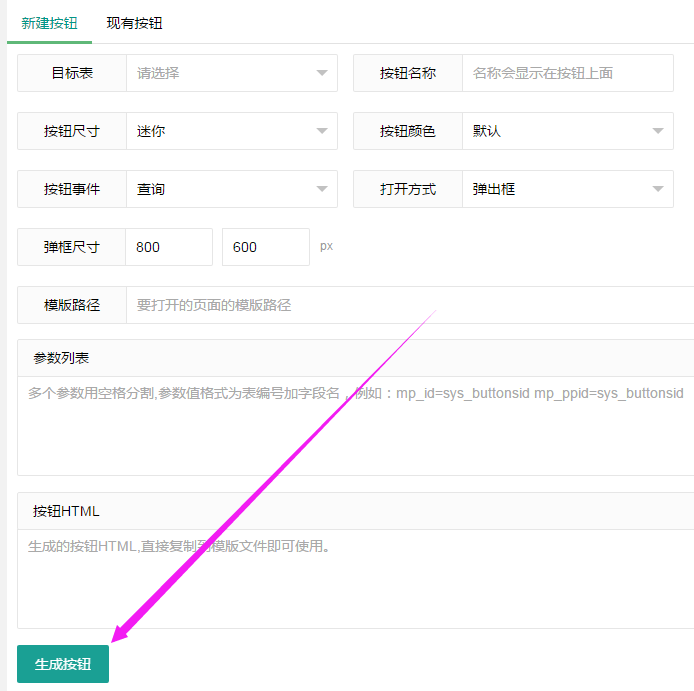 新建按钮 现有按钮
目标表 请选择 按钮名称 名称会显示在按钮上面
按钮尺寸 迷你 按钮颜色 默认
按钮事件 查询 打开方式 弹出框
弹框尺寸 800 600 px
模版路径 要打开的页面的模版路径
参数列表
多个参数用空格分割,参数值格式为表编号加字段名，例如：mp_id=sys_buttonsid mp_ppid=sys_buttonsid
按钮HTML
生成的按钮HTML,直接复制到模版文件即可使用。
生成按钮